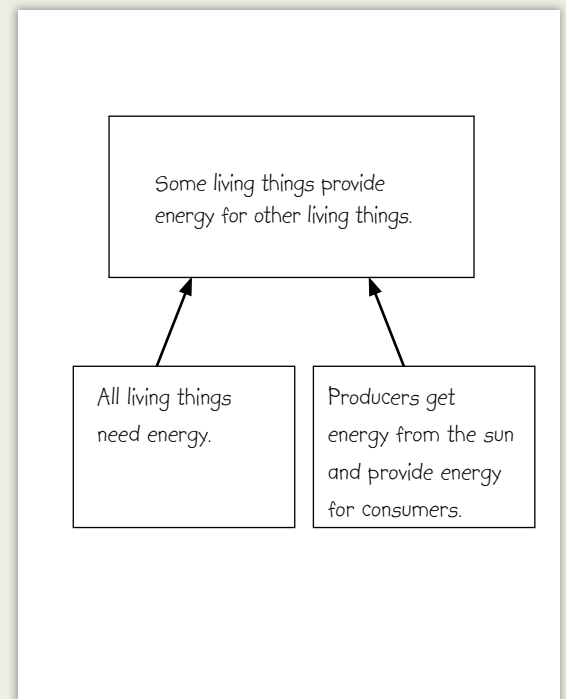 Some living things provide
energy for other living things.
All living things
need energy.
Producers get
energy from the sun
and provide energy
for consumers.